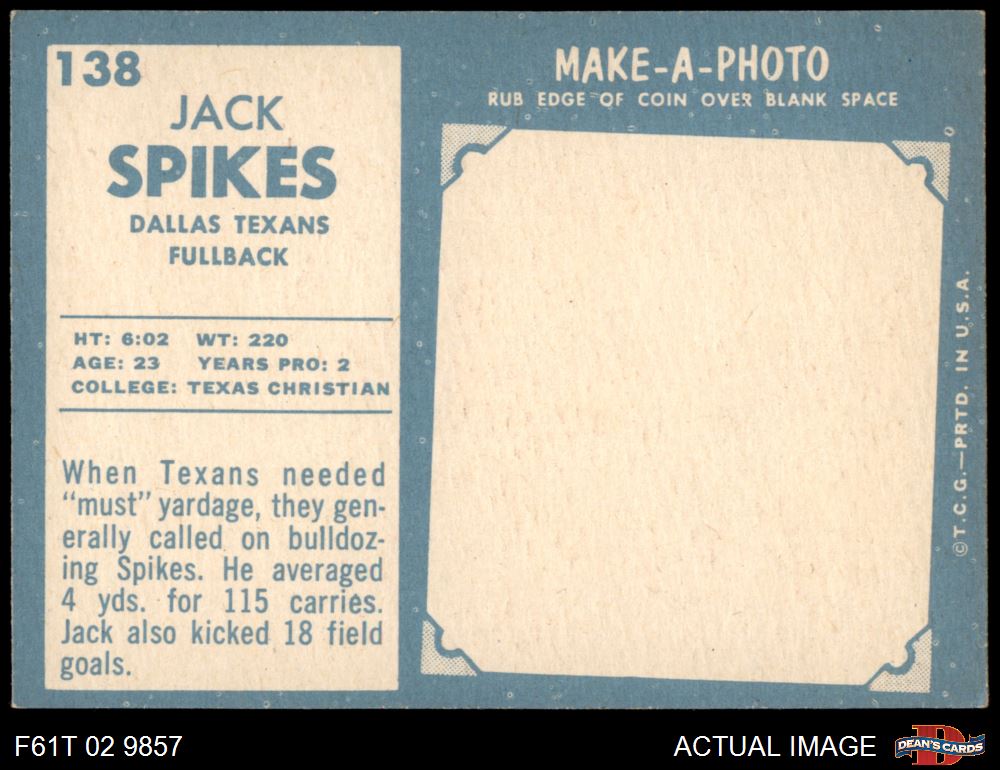 138
JACK
SPIKES
DALLAS TEXANS
FULLBACK
HT: 6:02 WT: 220
AGE: 23 YEARS PRO: 2
COLLEGE: TEXAS CHRISTIAN
When Texans needed
"must" yardage, they gen-
erally called on bulldoz-
ing Spikes. He averaged
4 yds. for 115 carries.
Jack also kicked 18 field
goals.
MAKE-A-PHOTO
RUB EDGE OF COIN OVER BLANK SPACE
©T.C.G.—PRTD. IN U.S.A.
F61T 02 9857
ACTUAL IMAGE
D
DEAN'S CARDS